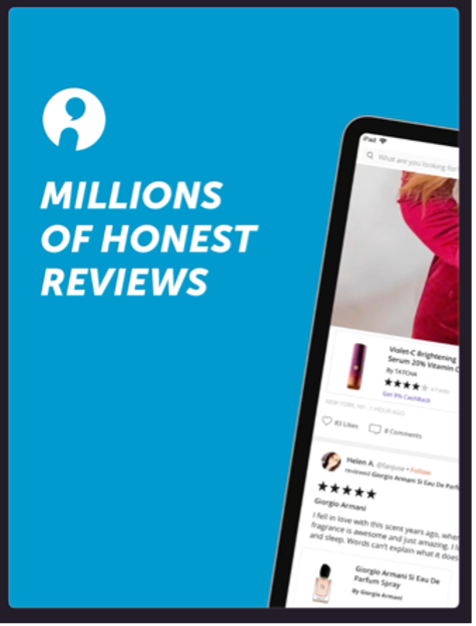 MILLIONS
OF HONEST
REVIEWS
iPad
What are you looking for
Violet-C Brightening
Serum 20% Vitamin C
By TATCHA
Get 9% CashBack
NEW YORK, NY · 1 HOUR AGO
83 Likes
8 Comments
Helen A. @fanjuse • Follow
reviewed Giorgio Armani Si Eau De Parfu
Giorgio Armani
I fell in love with this scent years ago, when
fragrance is awesome and just amazing. I l
and sleep. Words can't explain what it does
Giorgio Armani Si Eau De
Parfum Spray
By Giorgio Armani